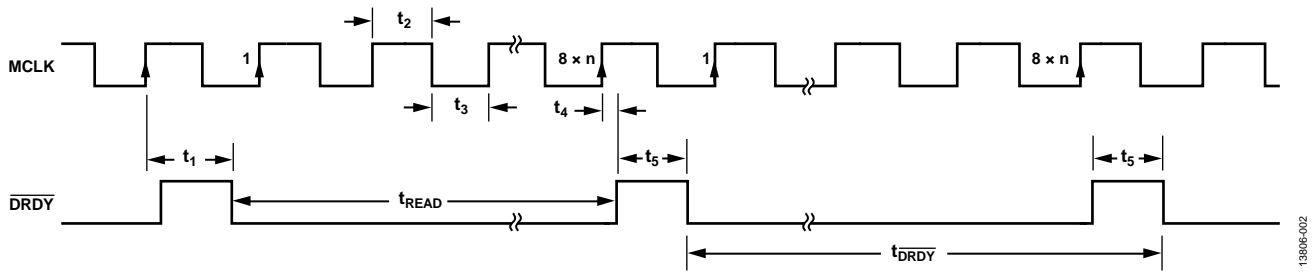 t2
MCLK
1
8 × n
1
8 × n
t3
t4
t1
t5
t5
DRDY
tREAD
tDRDY
13806-002